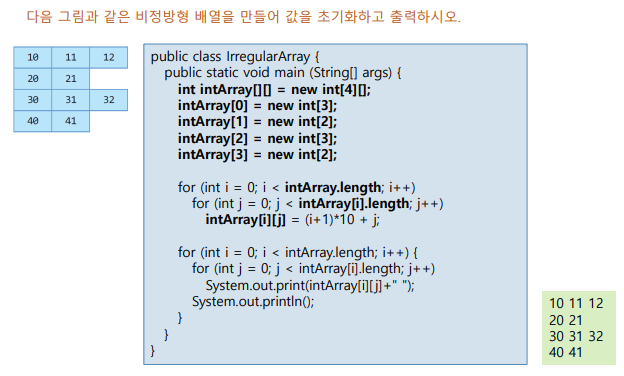 다음 그림과 같은 비정방형 배열을 만들어 값을 초기화하고 출력하시오.
10 11 12
20 21
30 31 32
40 41
public class IrregularArray {
public static void main (String[] args) {
int intArray[][] = new int[4][];
intArray[0] = new int[3];
intArray[1] = new int[2];
intArray[2] = new int[3];
intArray[3] = new int[2];
for (int i = 0; i < intArray.length; i++)
for (int j = 0; j < intArray[i].length; j++)
intArray[i][j] = (i+1)*10 + j;
for (int i = 0; i < intArray.length; i++) {
for (int j = 0; j < intArray[i].length; j++)
System.out.print(intArray[i][j]+" ");
System.out.println();
}
}
}
10 11 12
20 21
30 31 32
40 41